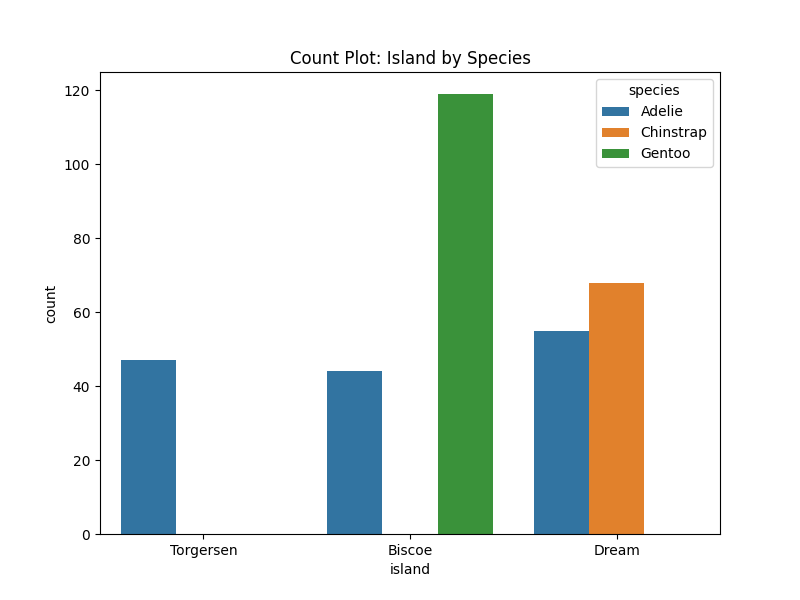 Count Plot: Island by Species
species
Adelie
Chinstrap
Gentoo
count
120
100
80
60
40
20
0
Torgersen Biscoe Dream
island